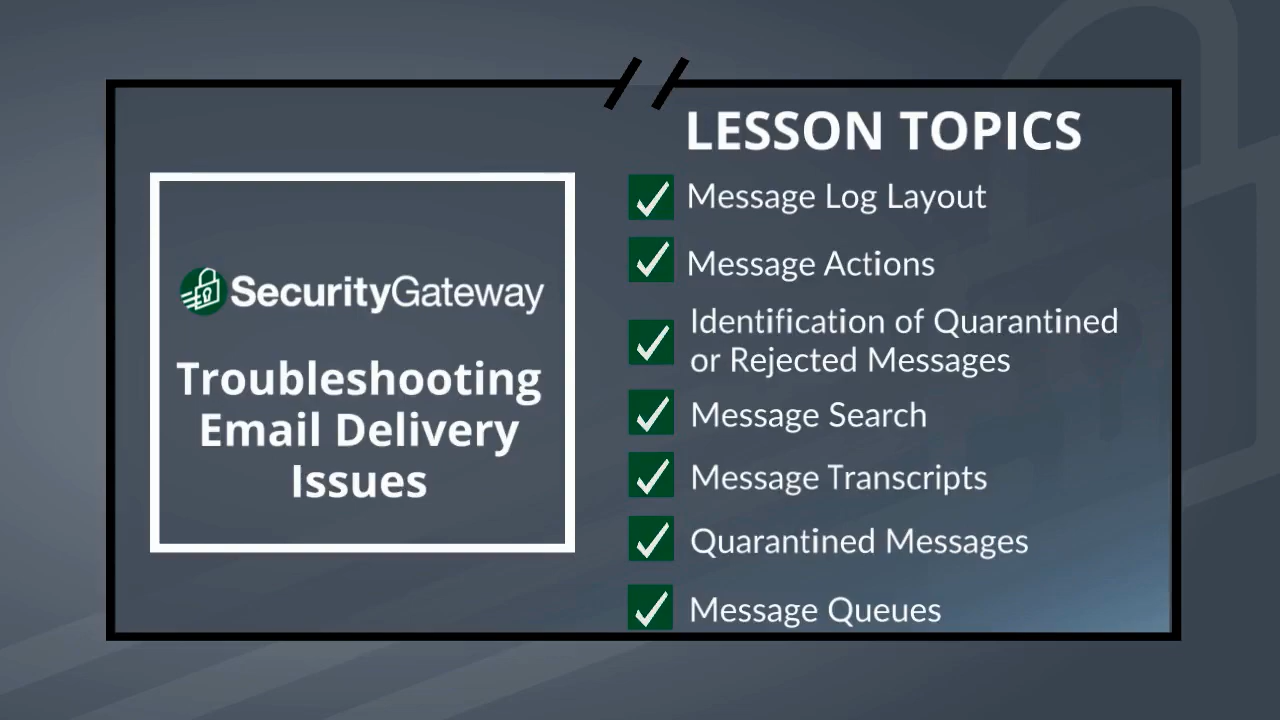 SecurityGateway
Troubleshooting
Email Delivery
Issues
LESSON TOPICS
Message Log Layout
Message Actions
Identification of Quarantined
or Rejected Messages
Message Search
Message Transcripts
Quarantined Messages
Message Queues